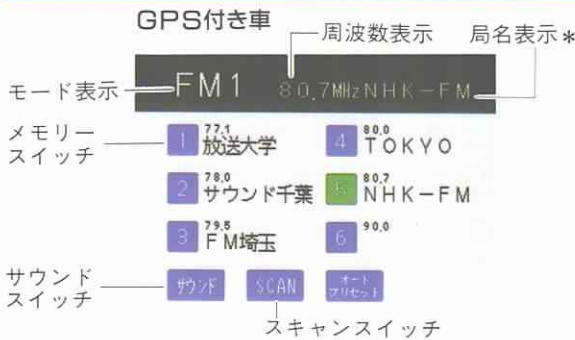 GPS付き車
周波数表示 局名表示*
モード表示 FM1 80.7MHz NHK-FM
メモリースイッチ
1 77.1 放送大学 4 80.0 TOKYO
2 78.0 サウンド千葉 5 80.7 NHK-FM
3 79.5 FM埼玉 6 90.0
サウンドスイッチ
サウンド SCAN オートプリセット
スキャンスイッチ